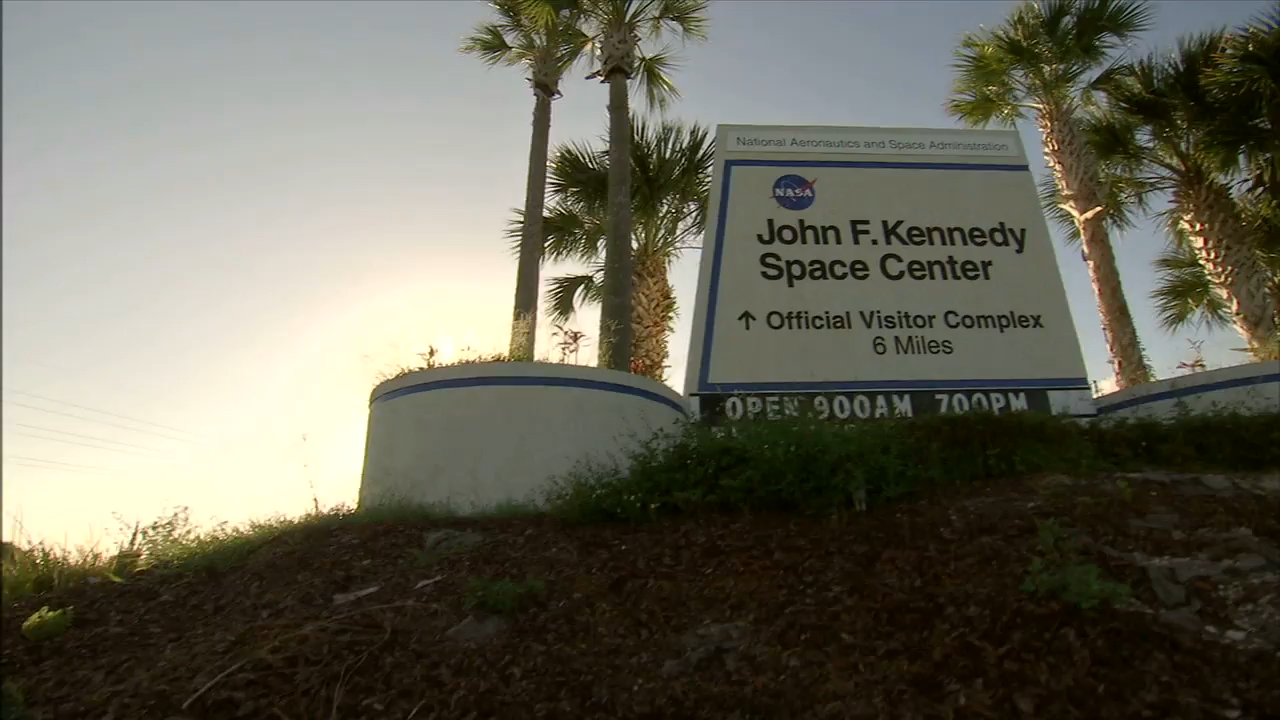 National Aeronautics and Space Administration
NASA
John F. Kennedy
Space Center
↑ Official Visitor Complex
6 Miles
OPEN 900AM 700PM